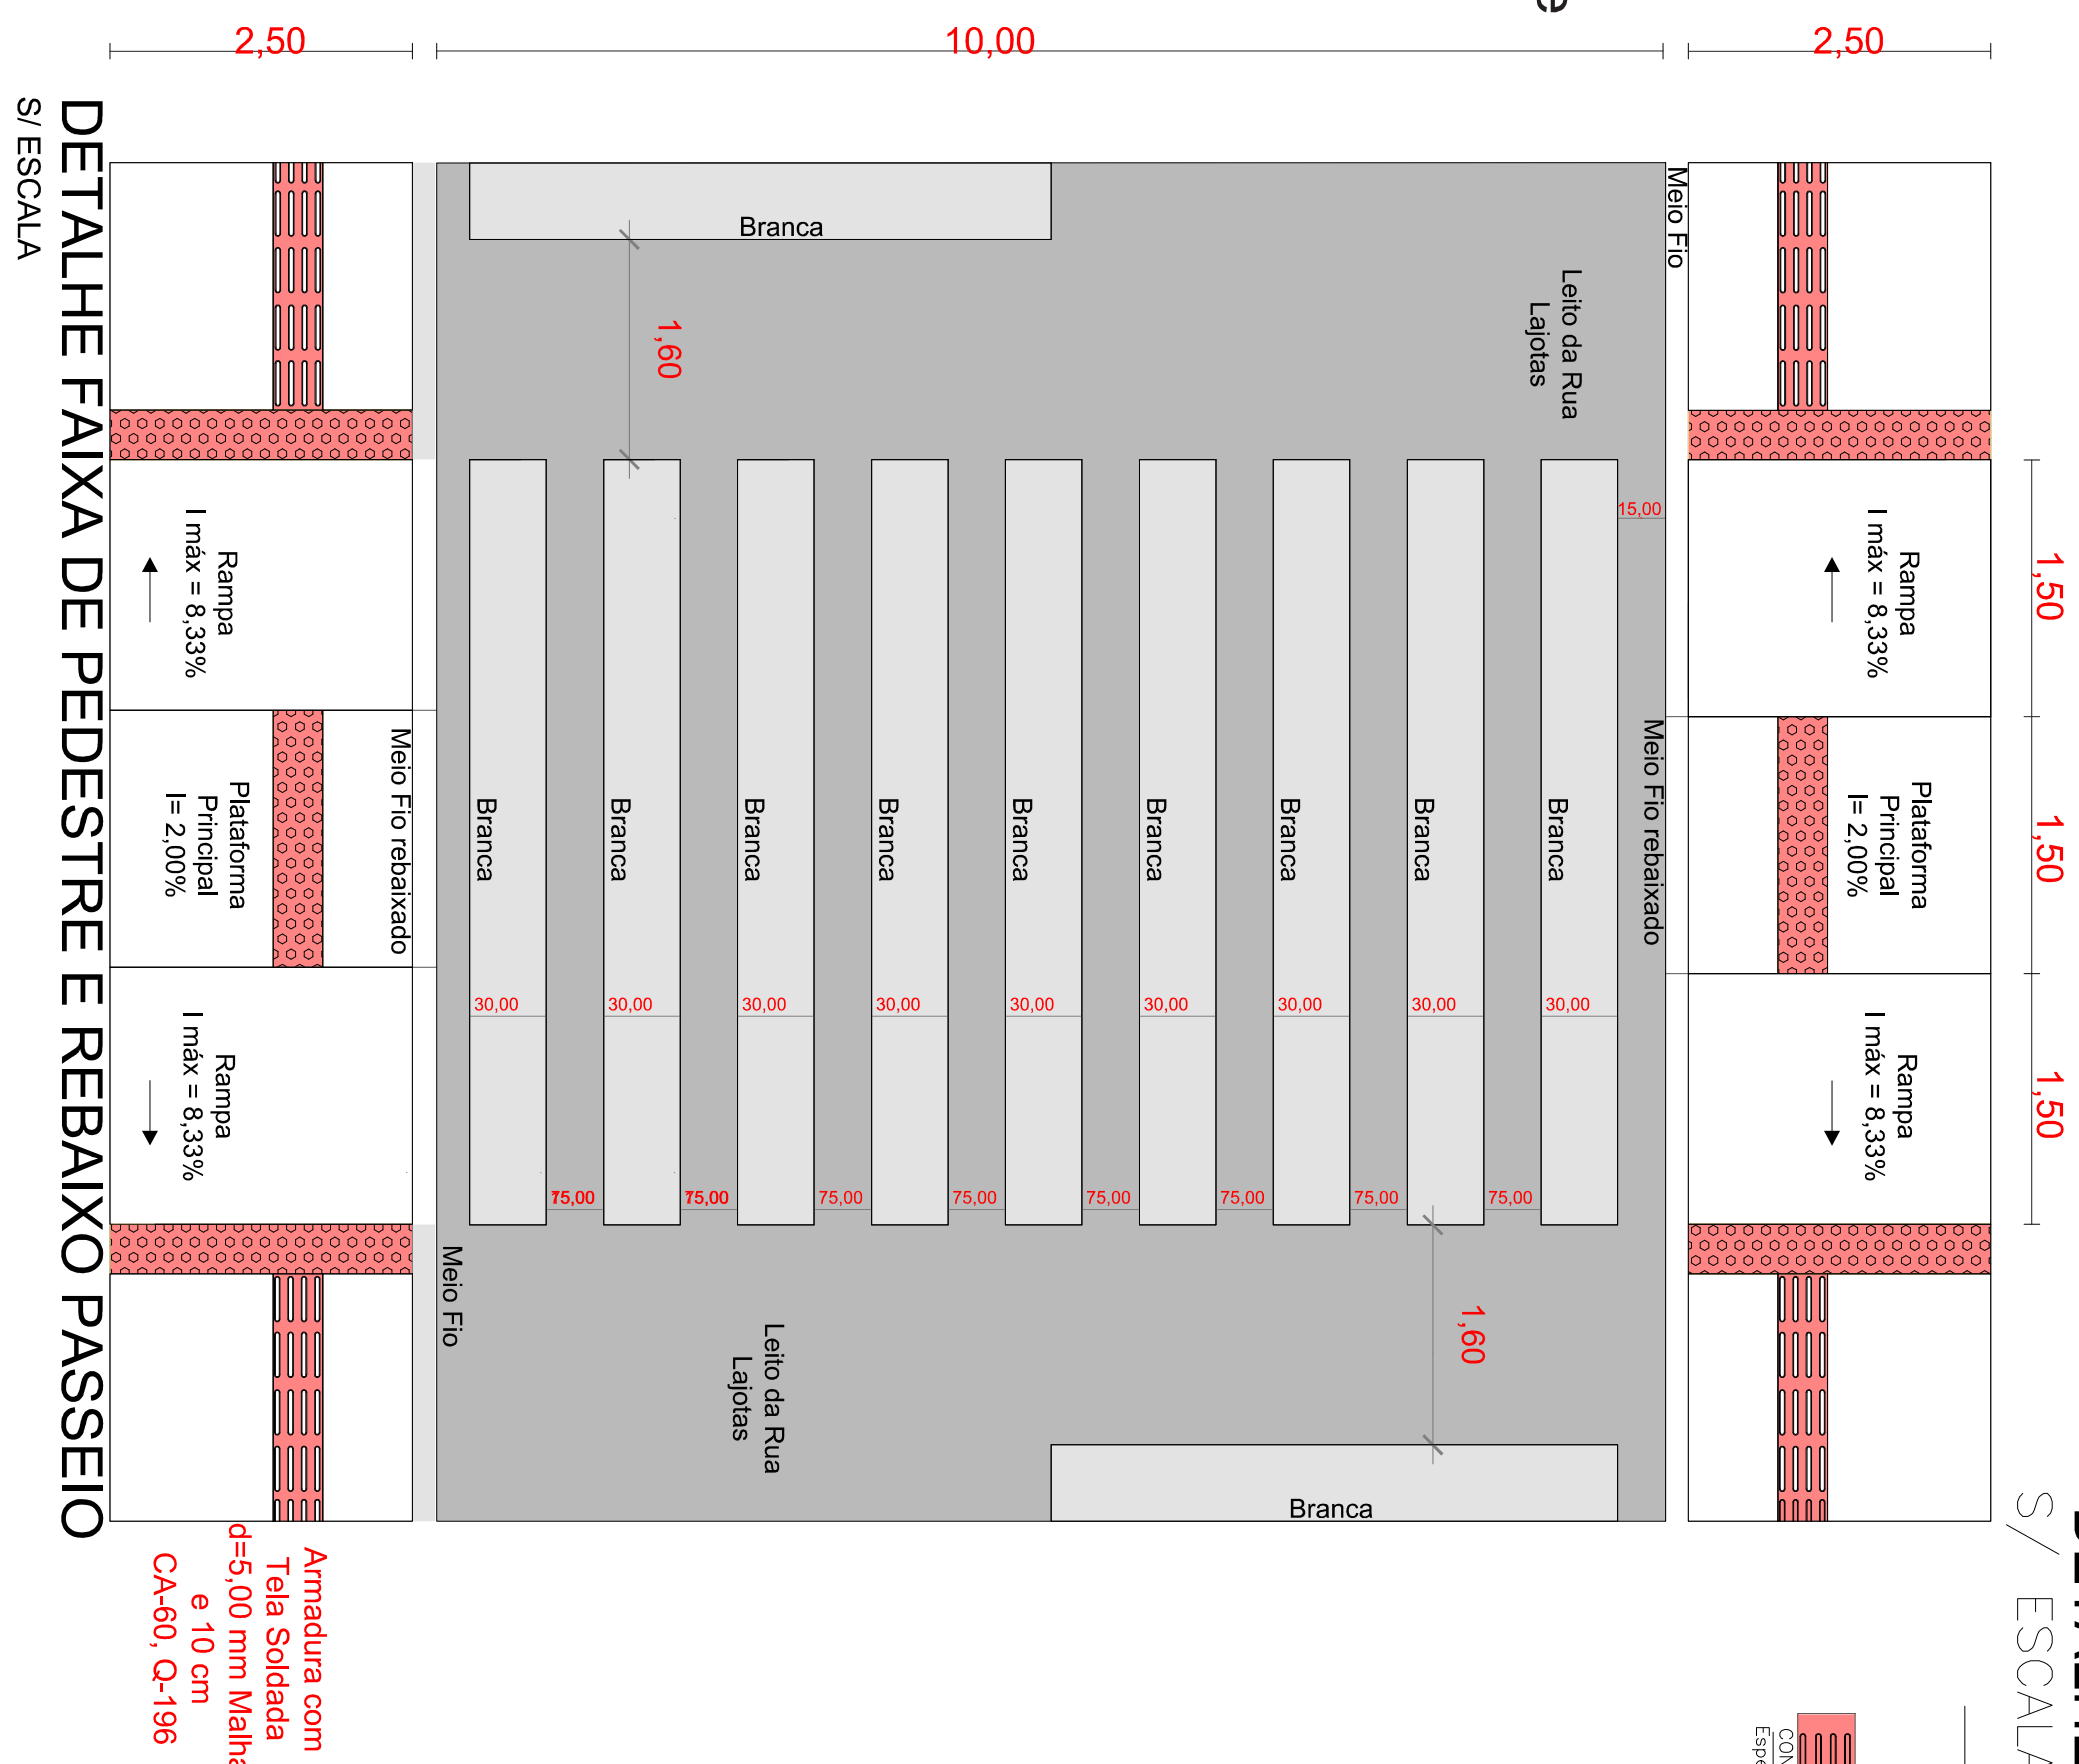 2,50
10,00
2,50
e
Meio Fio
Branca
Leito da Rua
Lajotas
1,60
15,00
Rampa
I máx = 8,33%
Rampa
I máx = 8,33%
1,50
Meio Fio rebaixado
Plataforma
Principal
I= 2,00%
Branca
Branca
Branca
Branca
Branca
Branca
Branca
Branca
Branca
Meio Fio rebaixado
Plataforma
Principal
I= 2,00%
1,50
30,00
30,00
30,00
30,00
30,00
30,00
30,00
30,00
30,00
Rampa
I máx = 8,33%
Rampa
I máx = 8,33%
1,50
75,00
75,00
75,00
75,00
75,00
75,00
75,00
75,00
Meio Fio
Leito da Rua
Lajotas
1,60
Branca
DETALHE FAIXA DE PEDESTRE E REBAIXO PASSEIO
S/ ESCALA
Armadura com
Tela Soldada
d=5,00 mm Malha
e 10 cm
CA-60, Q-196
S/ ESCALA